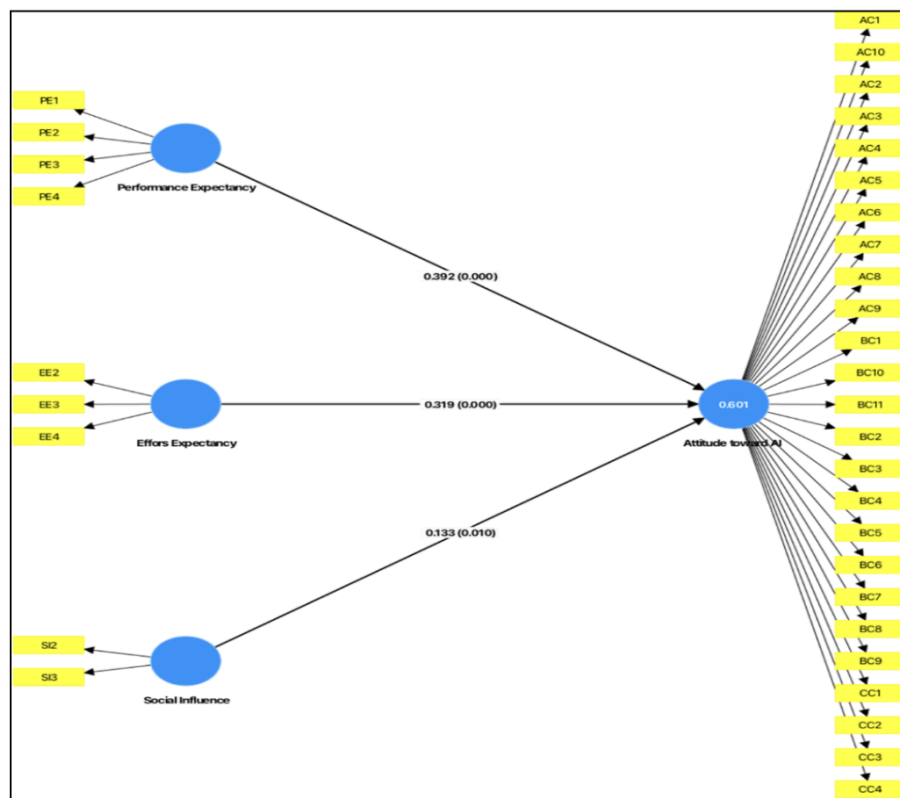 PE1
PE2
PE3
PE4
Performance Expectancy
0.392 (0.000)
EE2
EE3
EE4
Effors Expectancy
0.319 (0.000)
0.601
Attitude toward AI
0.133 (0.010)
SI2
SI3
Social Influence
AC1
AC10
AC2
AC3
AC4
AC5
AC6
AC7
AC8
AC9
BC1
BC10
BC11
BC2
BC3
BC4
BC5
BC6
BC7
BC8
BC9
CC1
CC2
CC3
CC4